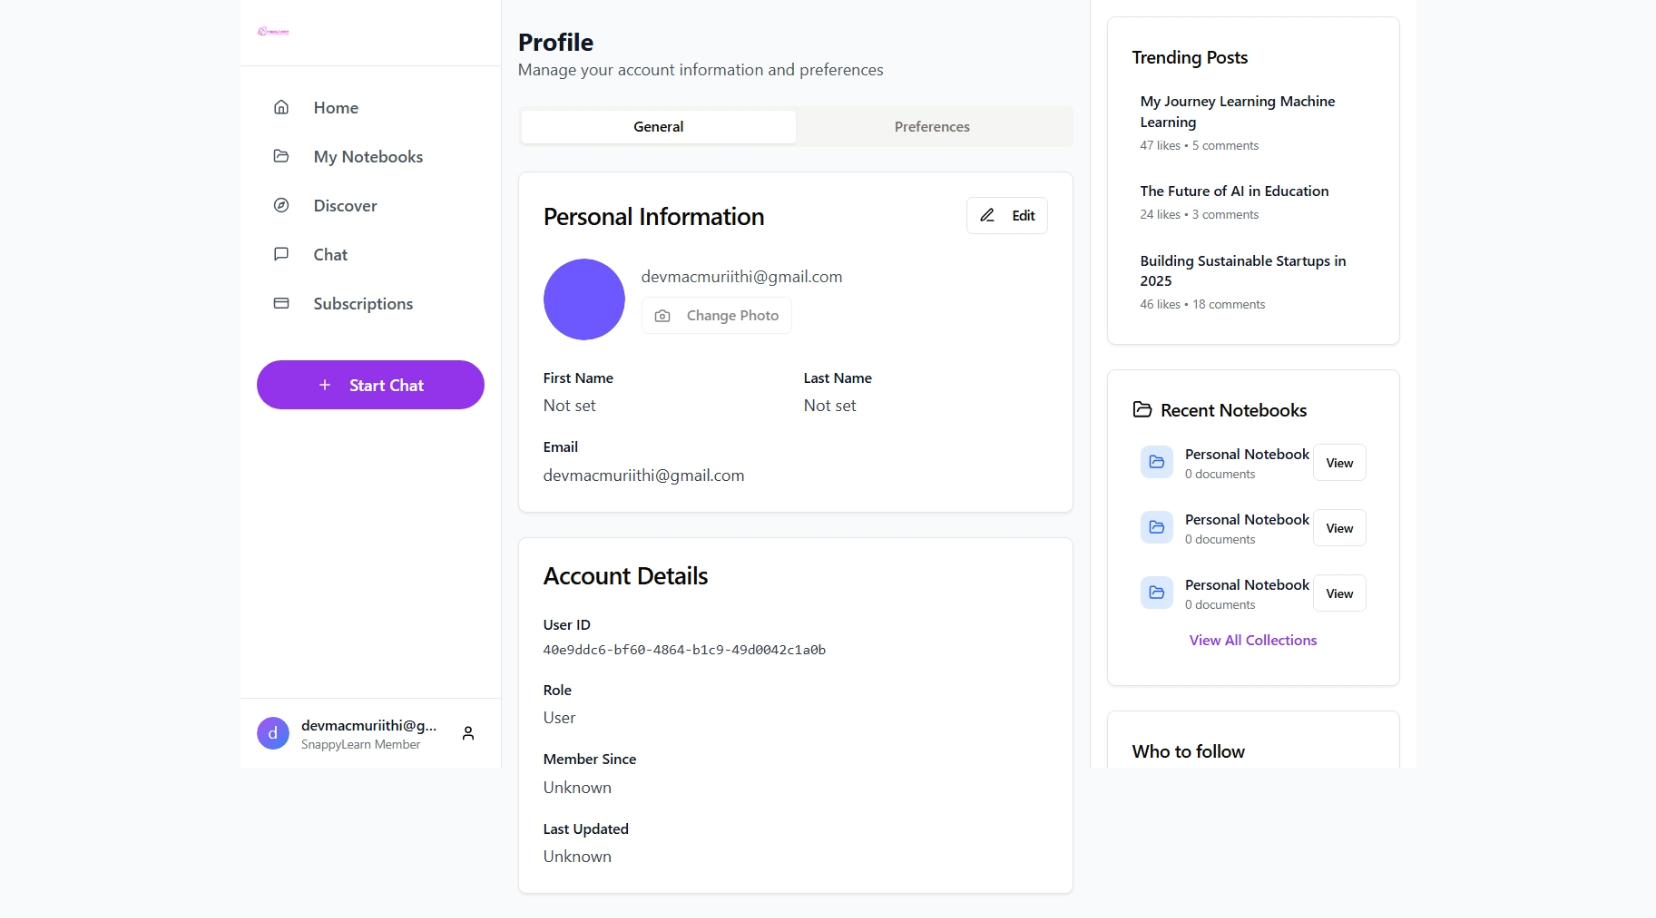 Home
My Notebooks
Discover
Chat
Subscriptions
+ Start Chat
d
devmacmuriithi@g...
SnappyLearn Member
Profile
Manage your account information and preferences
General
Preferences
Personal Information
Edit
devmacmuriithi@gmail.com
Change Photo
First Name
Not set
Last Name
Not set
Email
devmacmuriithi@gmail.com
Account Details
User ID
40e9ddc6-bf60-4864-b1c9-49d0042c1a0b
Role
User
Member Since
Unknown
Last Updated
Unknown
Trending Posts
My Journey Learning Machine
Learning
47 likes • 5 comments
The Future of AI in Education
24 likes • 3 comments
Building Sustainable Startups in
2025
46 likes • 18 comments
Recent Notebooks
Personal Notebook
0 documents
View
Personal Notebook
0 documents
View
Personal Notebook
0 documents
View
View All Collections
Who to follow